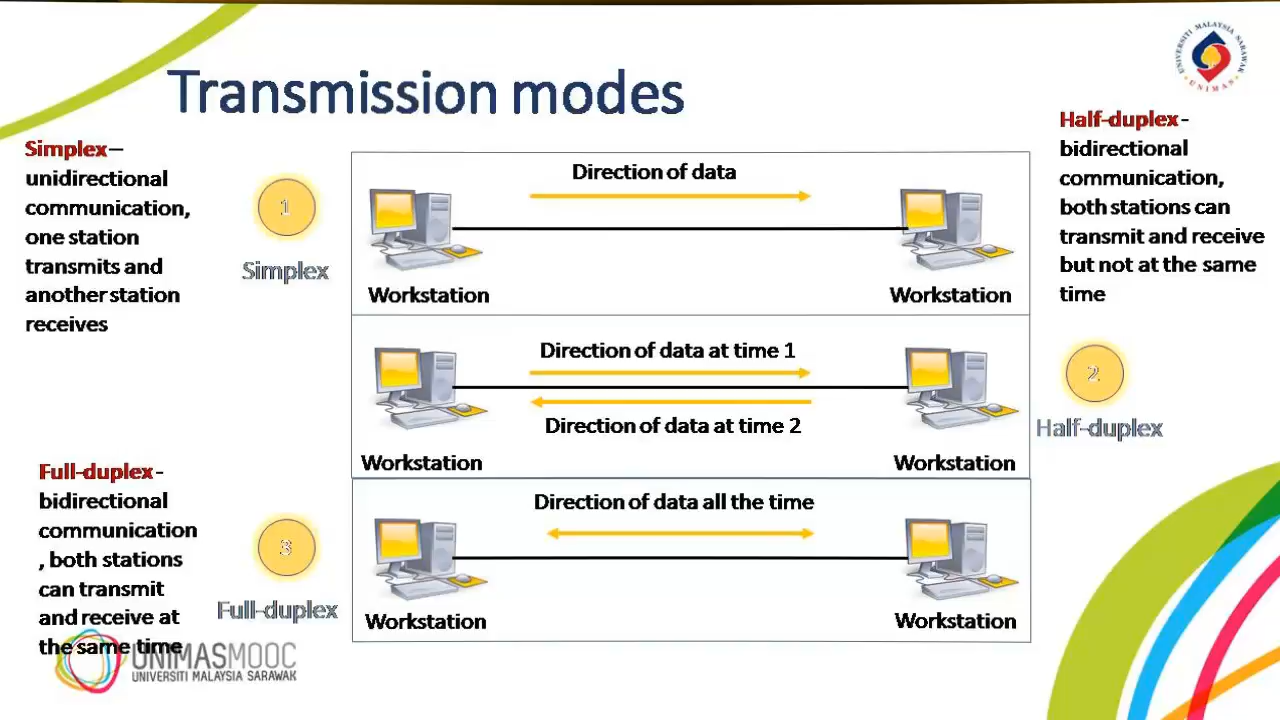 Transmission modes
UNIVERSITI MALAYSIA SARAWAK
UNIMAS
Simplex–
unidirectional
communication,
one station
transmits and
another station
receives
1
Simplex
Direction of data
Workstation
Workstation
Half-duplex-
bidirectional
communication,
both stations can
transmit and receive
but not at the same
time
2
Half-duplex
Direction of data at time 1
Direction of data at time 2
Workstation
Workstation
Full-duplex-
bidirectional
communication
, both stations
can transmit
and receive at
the same time
3
Full-duplex
Direction of data all the time
Workstation
Workstation
UNIMASMOOC
UNIVERSITI MALAYSIA SARAWAK